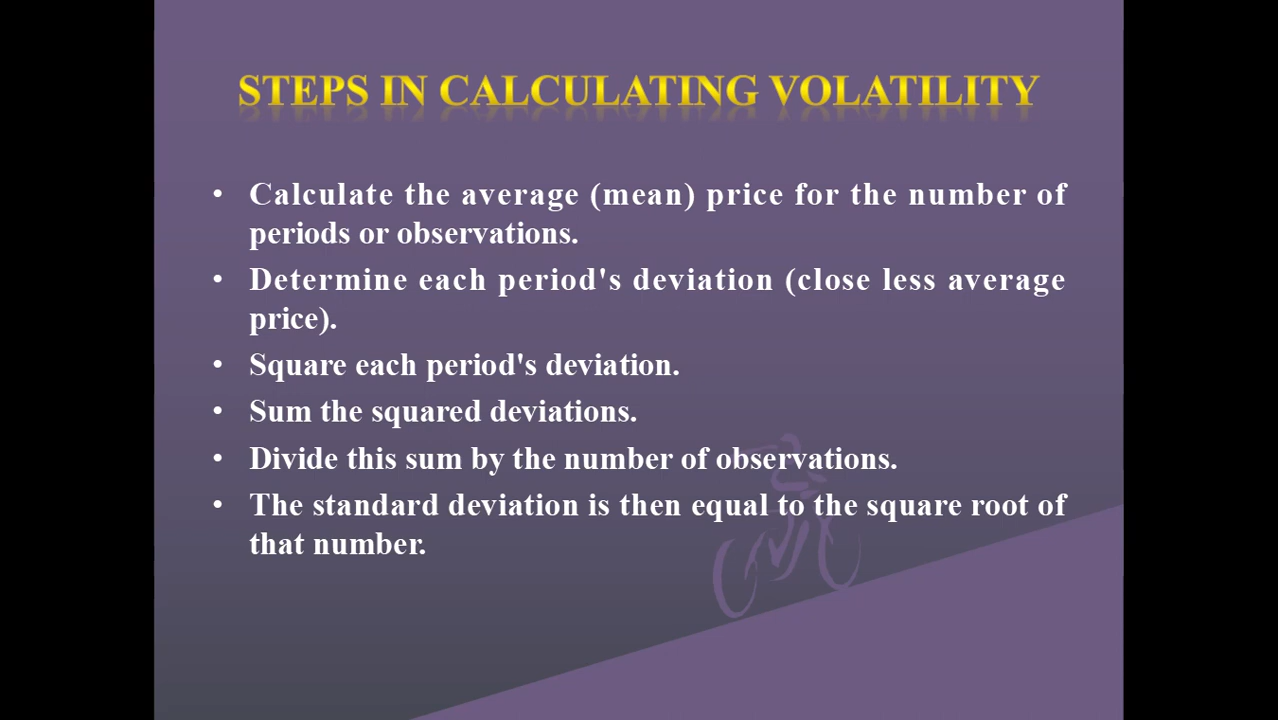 STEPS IN CALCULATING VOLATILITY
• Calculate the average (mean) price for the number of
periods or observations.
• Determine each period's deviation (close less average
price).
• Square each period's deviation.
• Sum the squared deviations.
• Divide this sum by the number of observations.
• The standard deviation is then equal to the square root of
that number.